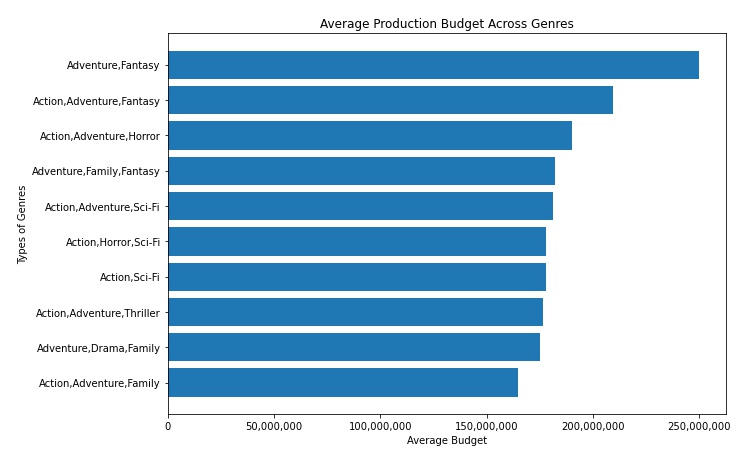 Average Production Budget Across Genres
Types of Genres
Adventure,Fantasy
Action,Adventure,Fantasy
Action,Adventure,Horror
Adventure,Family,Fantasy
Action,Adventure,Sci-Fi
Action,Horror,Sci-Fi
Action,Sci-Fi
Action,Adventure,Thriller
Adventure,Drama,Family
Action,Adventure,Family
0 50,000,000 100,000,000 150,000,000 200,000,000 250,000,000
Average Budget